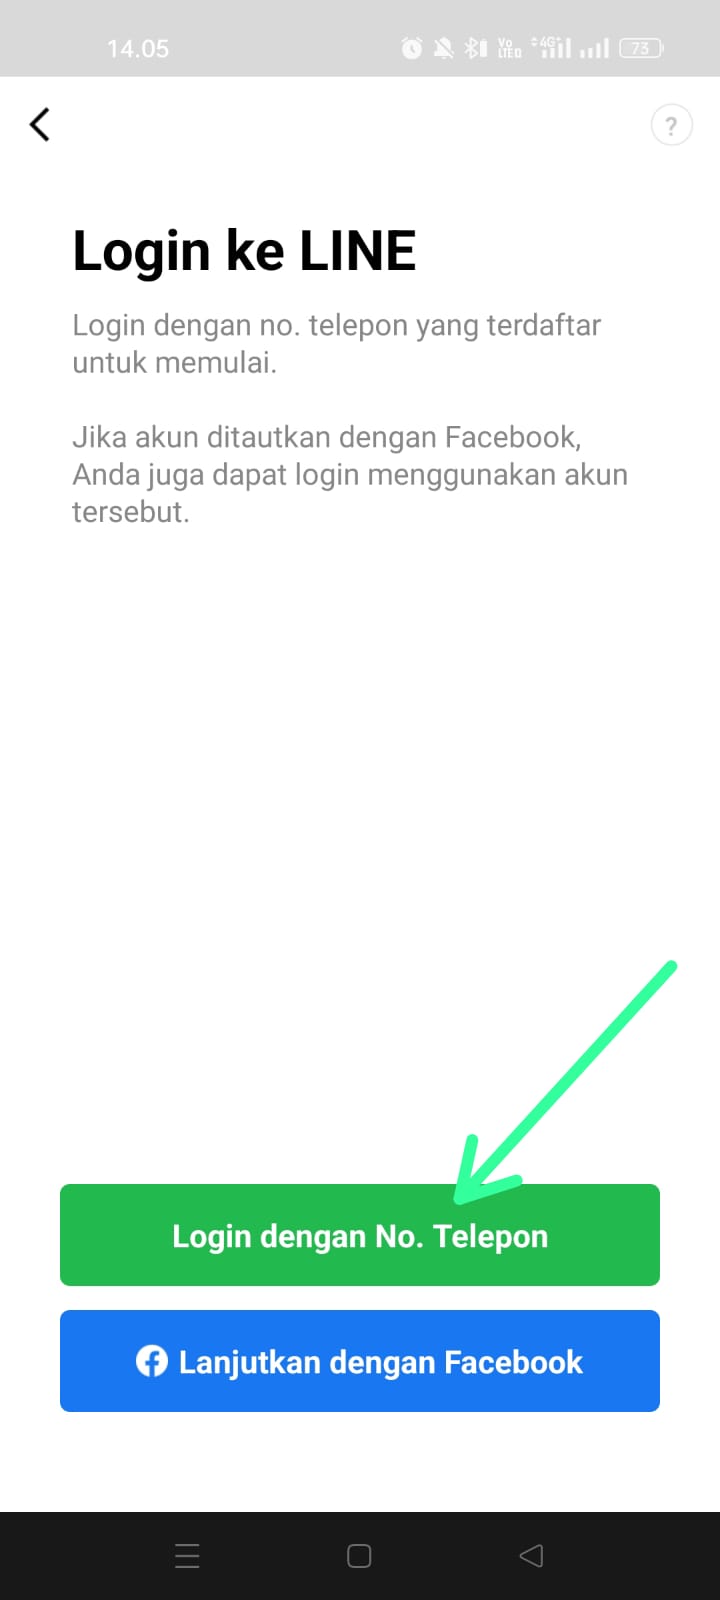 14.05
Vo
LTED
4G+
73
?
Login ke LINE
Login dengan no. telepon yang terdaftar
untuk memulai.
Jika akun ditautkan dengan Facebook,
Anda juga dapat login menggunakan akun
tersebut.
Login dengan No. Telepon
Lanjutkan dengan Facebook